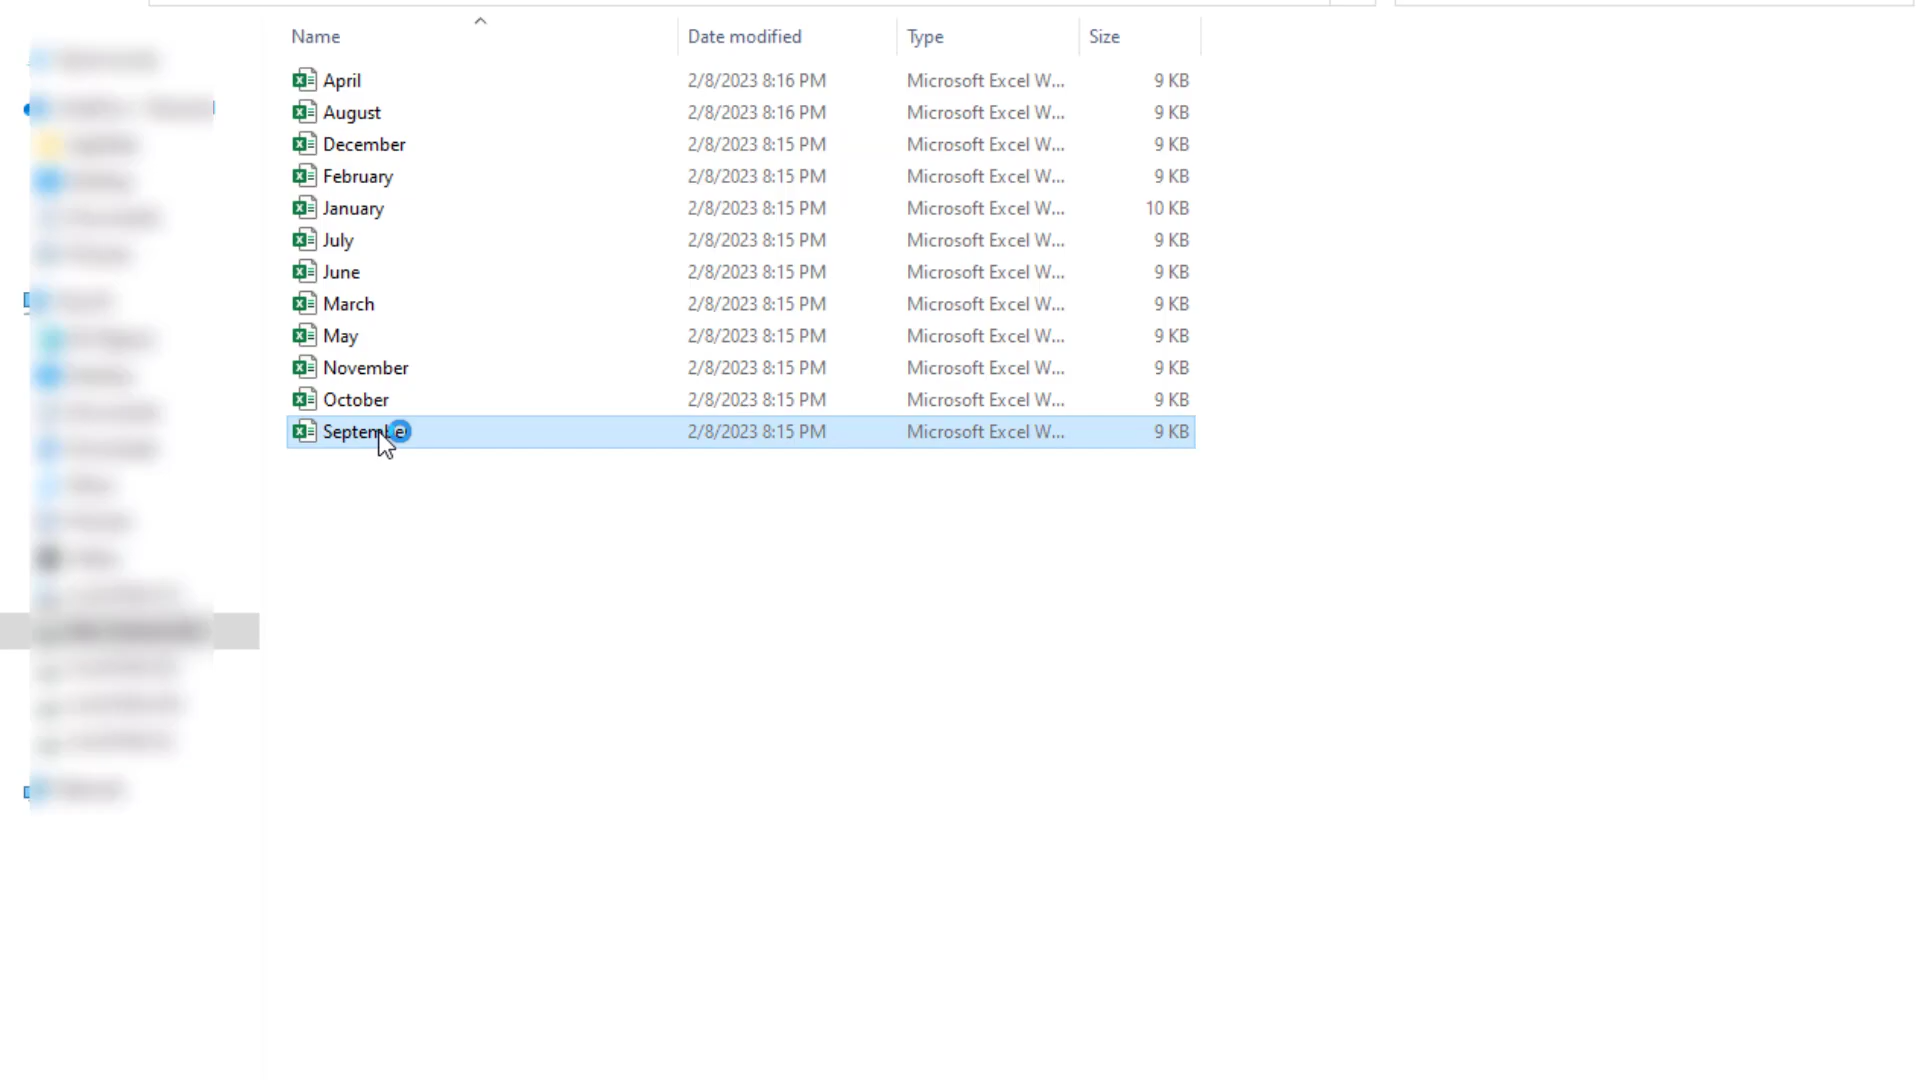 Name Date modified Type Size
April 2/8/2023 8:16 PM Microsoft Excel W... 9 KB
August 2/8/2023 8:16 PM Microsoft Excel W... 9 KB
December 2/8/2023 8:15 PM Microsoft Excel W... 9 KB
February 2/8/2023 8:15 PM Microsoft Excel W... 9 KB
January 2/8/2023 8:15 PM Microsoft Excel W... 10 KB
July 2/8/2023 8:15 PM Microsoft Excel W... 9 KB
June 2/8/2023 8:15 PM Microsoft Excel W... 9 KB
March 2/8/2023 8:15 PM Microsoft Excel W... 9 KB
May 2/8/2023 8:15 PM Microsoft Excel W... 9 KB
November 2/8/2023 8:15 PM Microsoft Excel W... 9 KB
October 2/8/2023 8:15 PM Microsoft Excel W... 9 KB
September 2/8/2023 8:15 PM Microsoft Excel W... 9 KB